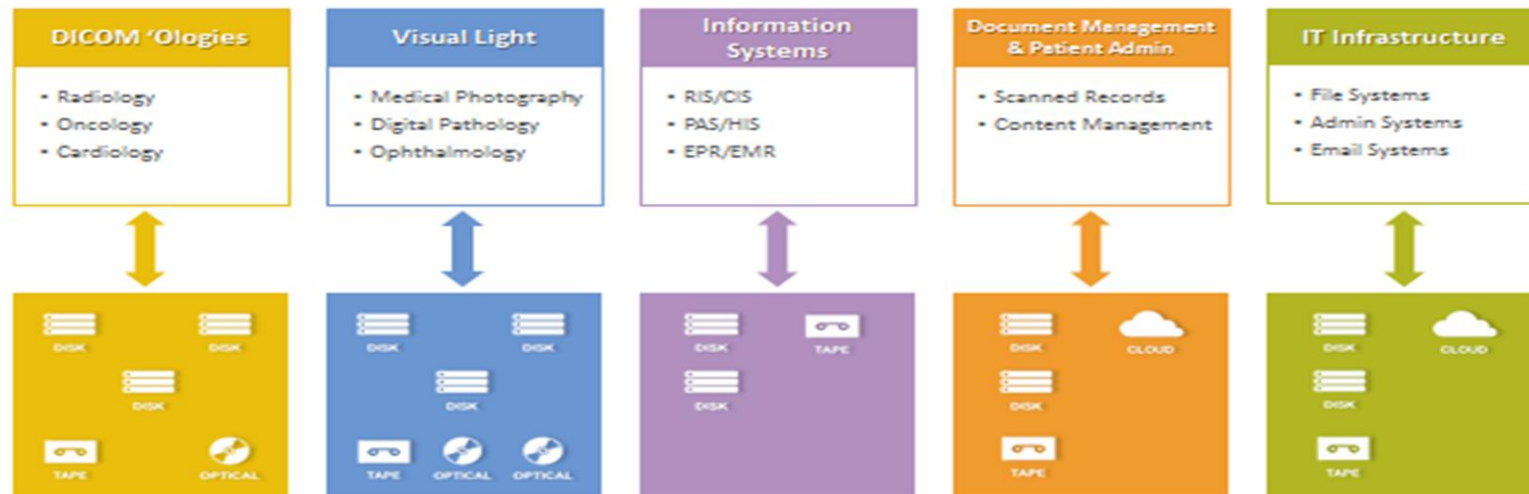 DICOM ‘Ologies
• Radiology
• Oncology
• Cardiology
Visual Light
• Medical Photography
• Digital Pathology
• Ophthalmology
Information
Systems
• RIS/CIS
• PAS/HIS
• EPR/EMR
Document Management
& Patient Admin
• Scanned Records
• Content Management
IT Infrastructure
• File Systems
• Admin Systems
• Email Systems
DISK
DISK
DISK
TAPE
OPTICAL
DISK
DISK
DISK
TAPE
OPTICAL
OPTICAL
DISK
TAPE
DISK
DISK
CLOUD
DISK
TAPE
DISK
CLOUD
DISK
TAPE